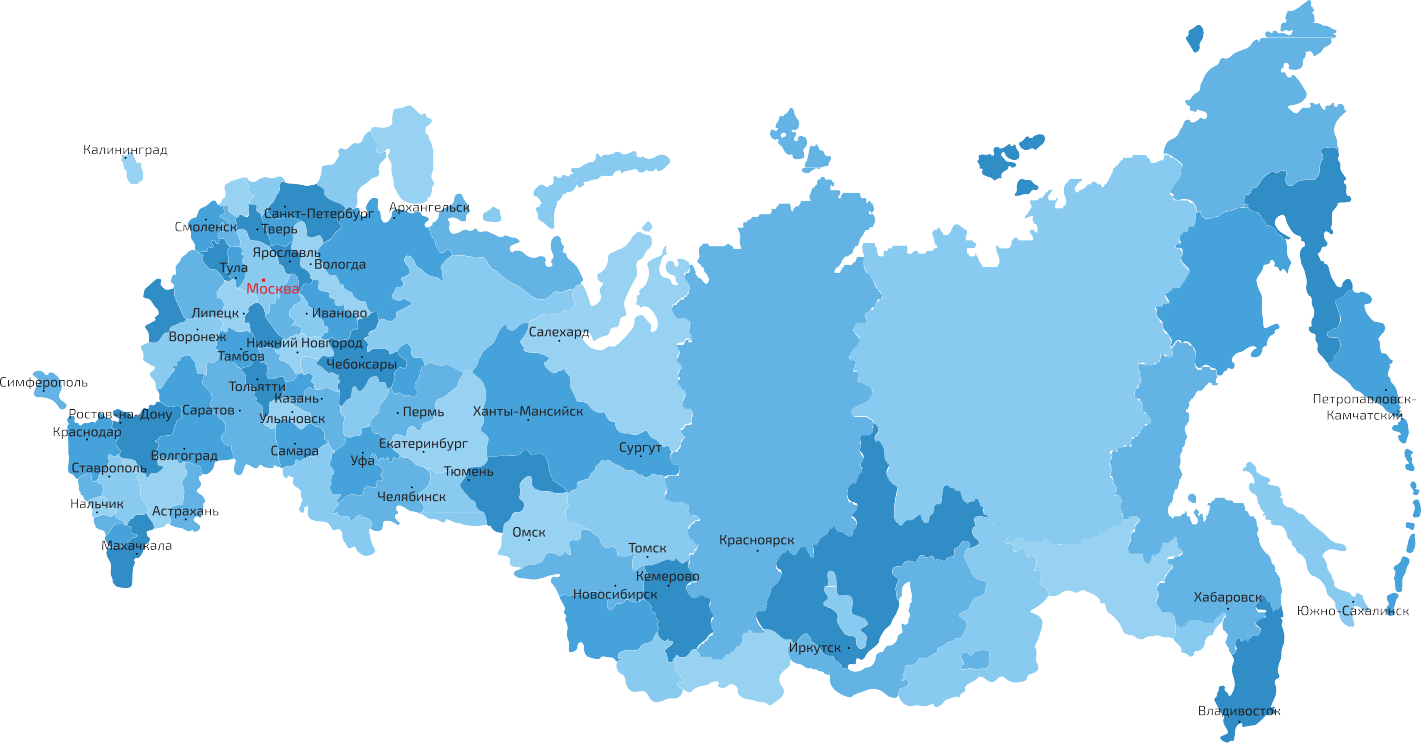 Калининград
Архангельск
Санкт-Петербург
Смоленск
Тверь
Ярославль
Вологда
Тула
Москва
Липецк
Иваново
Салехард
Воронеж
Нижний Новгород
Тамбов
Чебоксары
Симферополь
Тольятти
Казань
Петропавловск-
Камчатский
Ростов-на-Дону
Саратов
Ульяновск
Пермь
Ханты-Мансийск
Краснодар
Екатеринбург
Сургут
Волгоград
Самара
Уфа
Ставрополь
Тюмень
Челябинск
Нальчик
Астрахань
Омск
Красноярск
Махачкала
Томск
Кемерово
Новосибирск
Хабаровск
Южно-Сахалинск
Иркутск
Владивосток